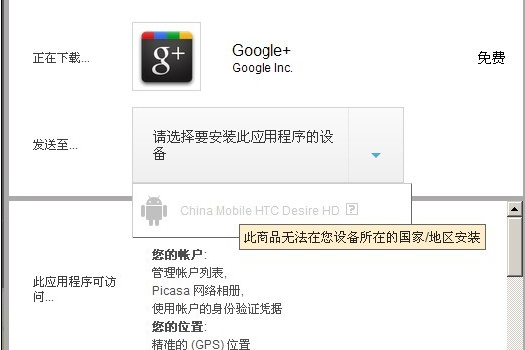 正在下载...
g+
Google+
Google Inc.
免费
发送至...
请选择要安装此应用程序的设
备
China Mobile HTC Desire HD ?
此商品无法在您设备所在的国家/地区安装
此应用程序可访
问...
您的帐户:
管理帐户列表,
Picasa 网络相册,
使用帐户的身份验证凭据
您的位置:
精准的 (GPS) 位置